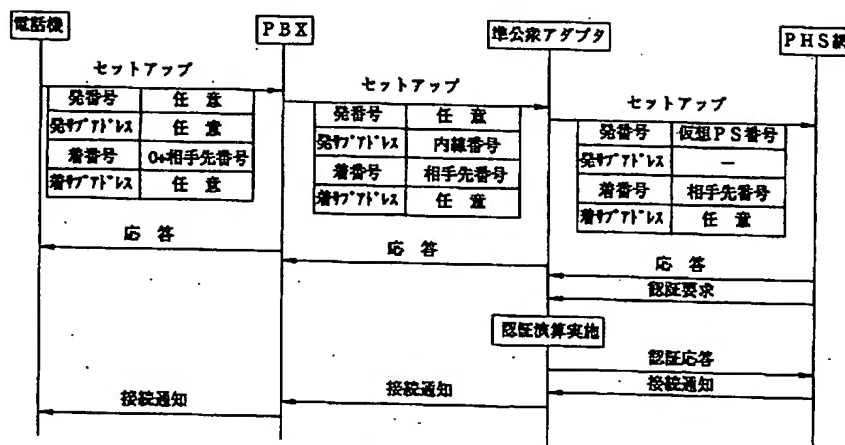 電話機
PBX
準公衆アダプタ
PHS網
セットアップ
発番号 任意
発サブアドレス 任意
着番号 0+相手先番号
着サブアドレス 任意
セットアップ
発番号 任意
発サブアドレス 内線番号
着番号 相手先番号
着サブアドレス 任意
セットアップ
発番号 仮想PS番号
発サブアドレス ー
着番号 相手先番号
着サブアドレス 任意
応答
応答
応答
認証要求
認証演算実施
認証応答
接続通知
接続通知
接続通知